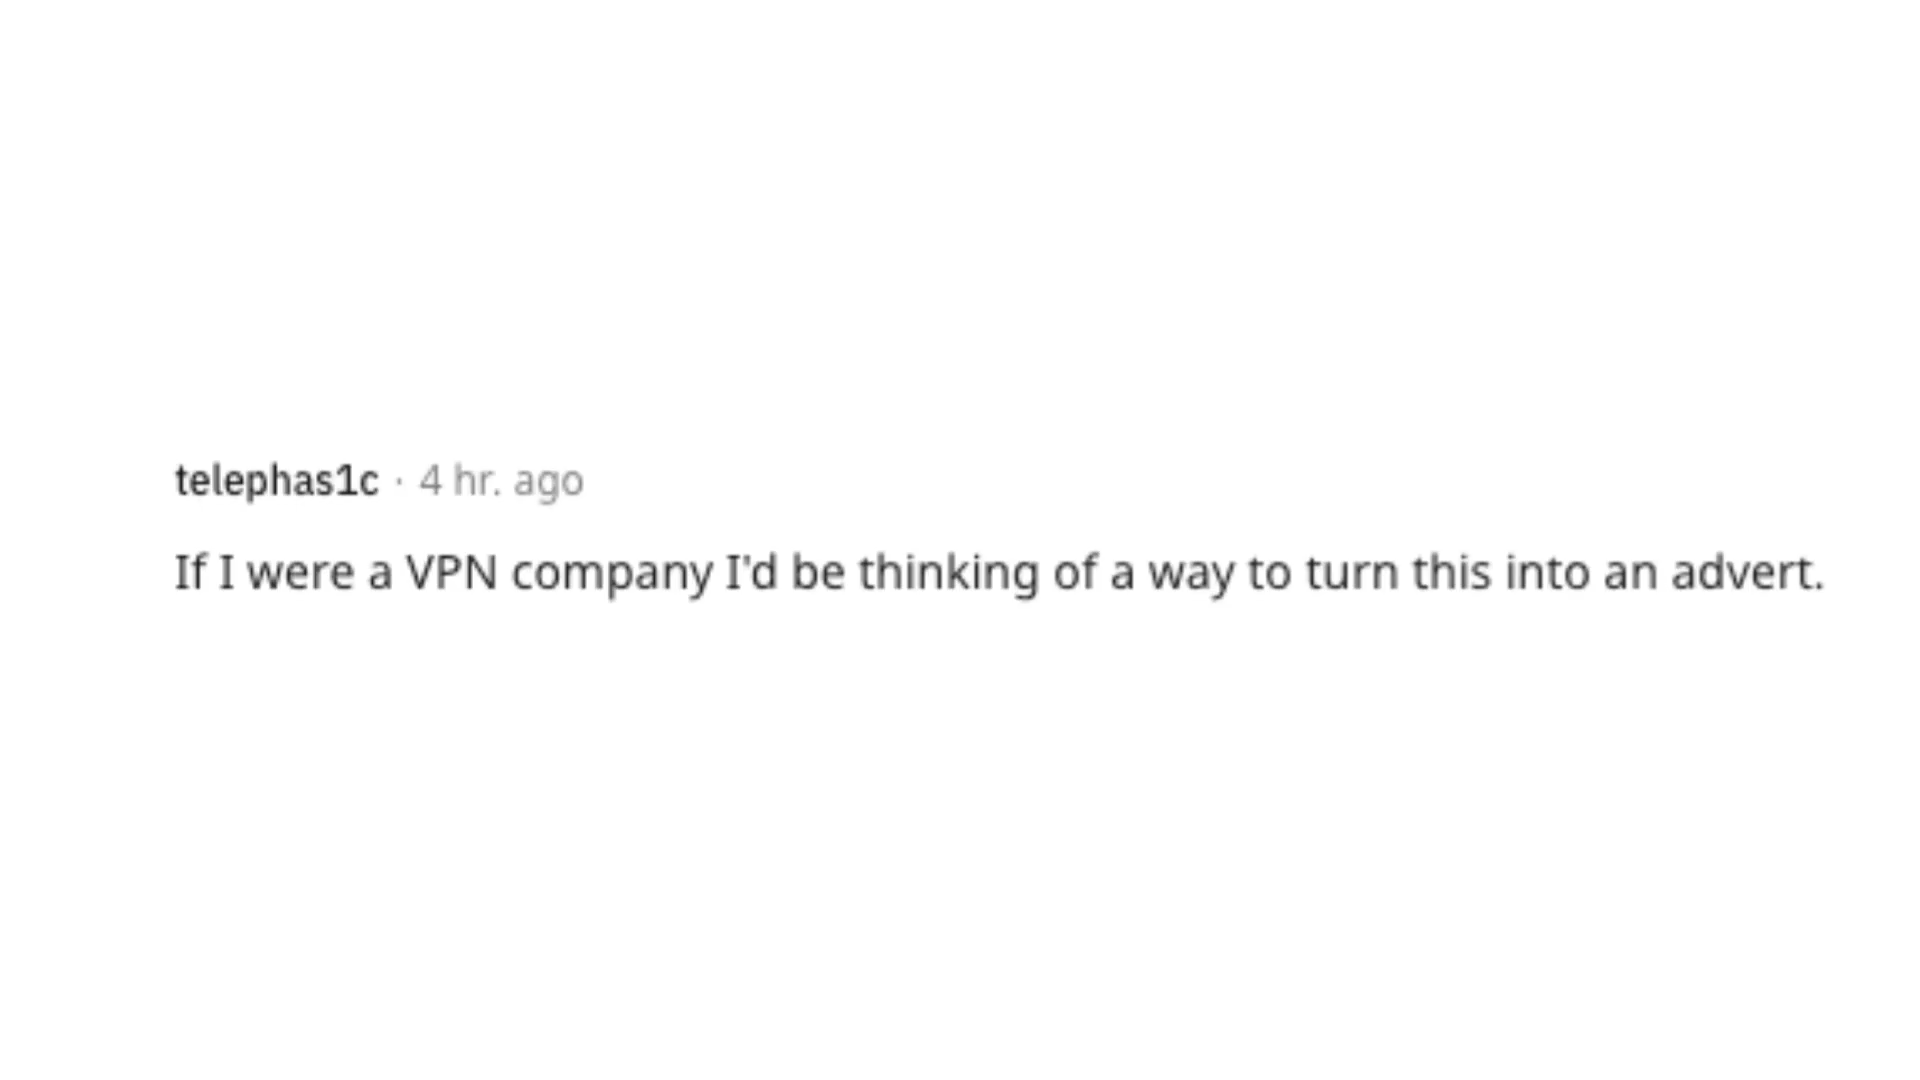 telephas1c · 4 hr. ago
If I were a VPN company I'd be thinking of a way to turn this into an advert.